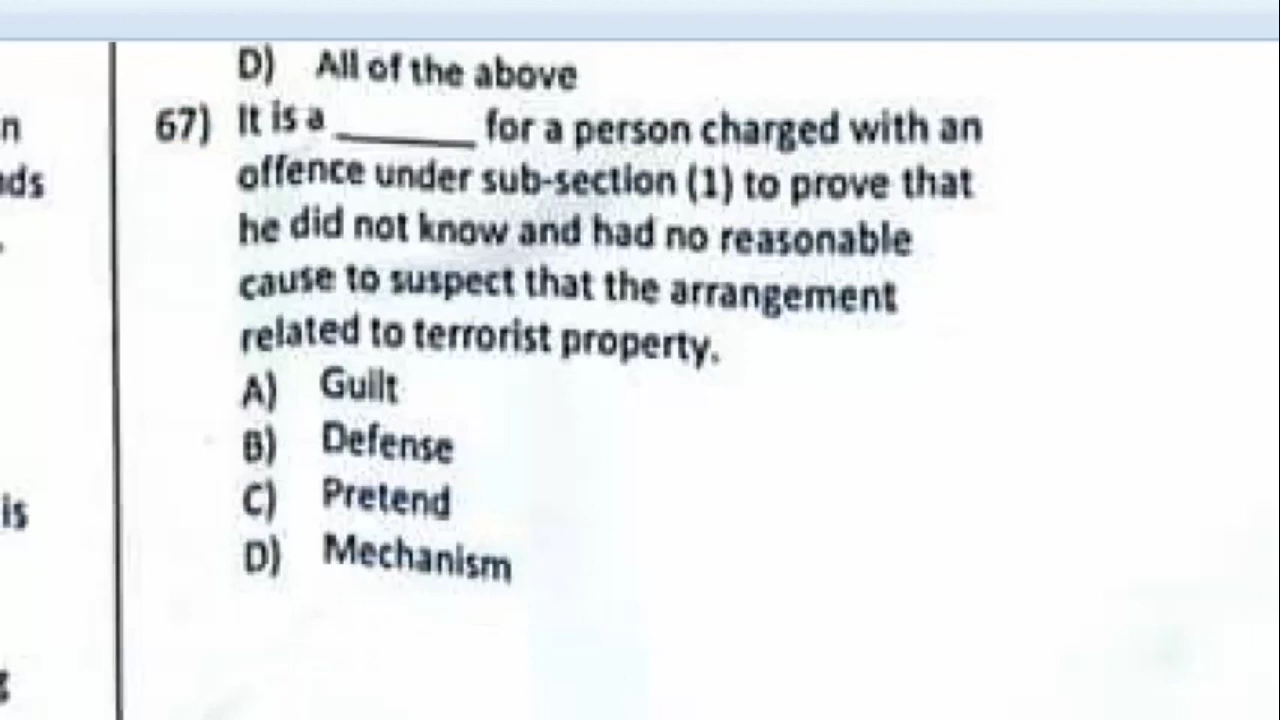 D) All of the above
n
67) It is a ______ for a person charged with an
ds
offence under sub-section (1) to prove that
he did not know and had no reasonable
cause to suspect that the arrangement
related to terrorist property.
A) Guilt
B) Defense
C) Pretend
is
D) Mechanism